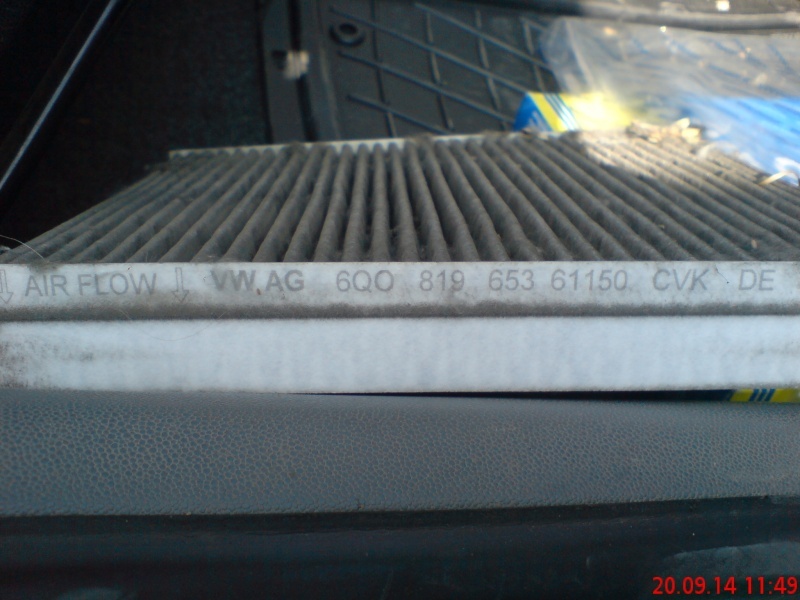 AIR FLOW VW AG 6Q0 819 653 61150 CVK DE
20.09.14 11:49